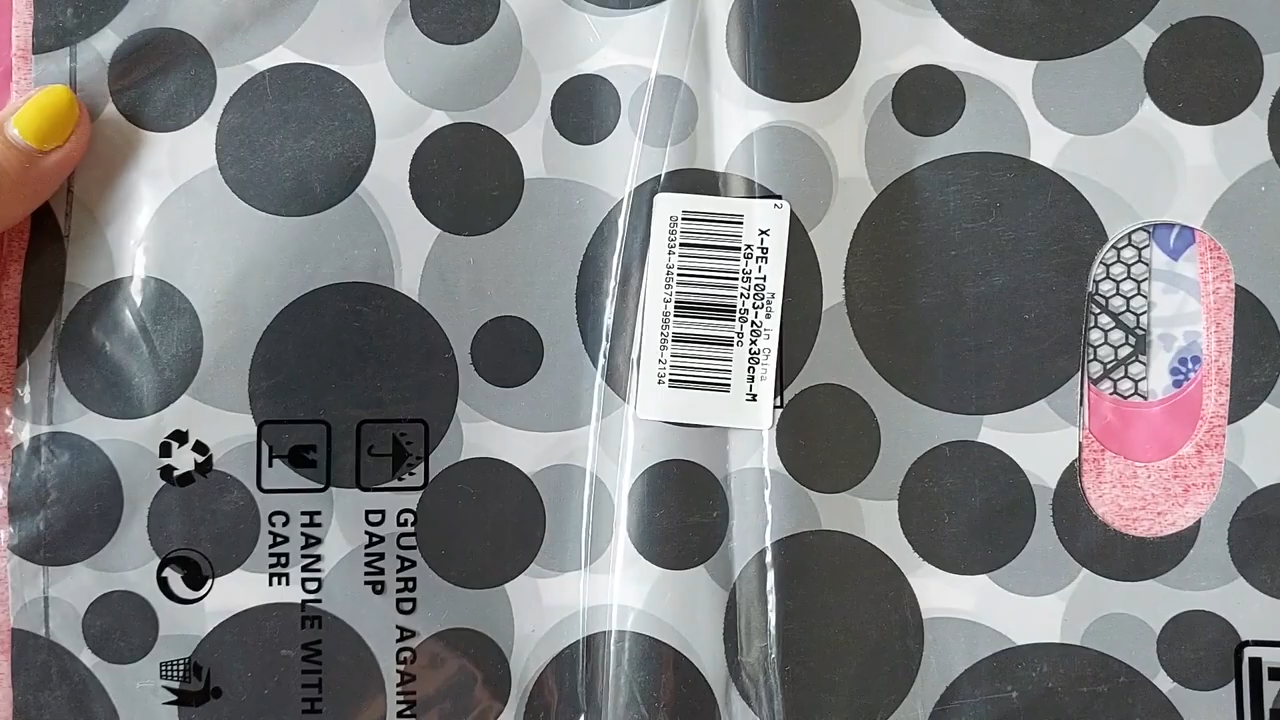 2
Made in China
X-PE-T003-20x30cm-M
K9-3572-50-pc
059334-345673-995266-2134
GUARD AGAIN
DAMP
HANDLE WITH
CARE